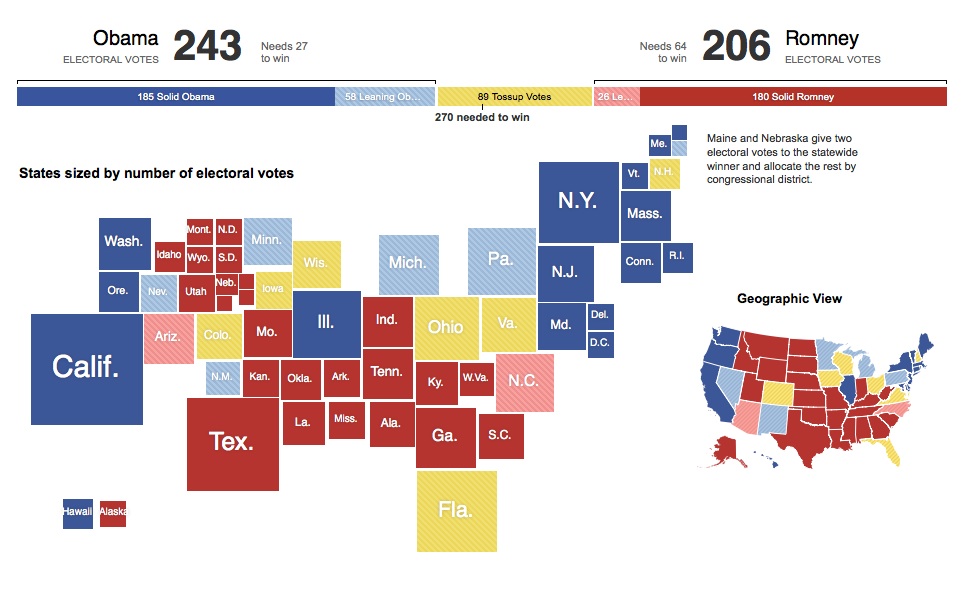 Obama
ELECTORAL VOTES
243
Needs 27
to win
Needs 64
to win
206
Romney
ELECTORAL VOTES
185 Solid Obama
58 Leaning Ob...
89 Tossup Votes
26 Le...
180 Solid Romney
270 needed to win
Maine and Nebraska give two
electoral votes to the statewide
winner and allocate the rest by
congressional district.
States sized by number of electoral votes
Me.
Vt.
N.H.
N.Y.
Mass.
Wash.
Mont.
N.D.
Minn.
Idaho
Wyo.
S.D.
Wis.
Mich.
Pa.
N.J.
Conn.
R.I.
Ore.
Nev.
Utah
Neb.
Iowa
Ill.
Ind.
Ohio
Va.
Md.
Del.
D.C.
Calif.
Ariz.
Colo.
Mo.
N.M.
Kan.
Okla.
Ark.
Tenn.
Ky.
W.Va.
N.C.
Tex.
La.
Miss.
Ala.
Ga.
S.C.
Fla.
Hawaii
Alaska
Geographic View